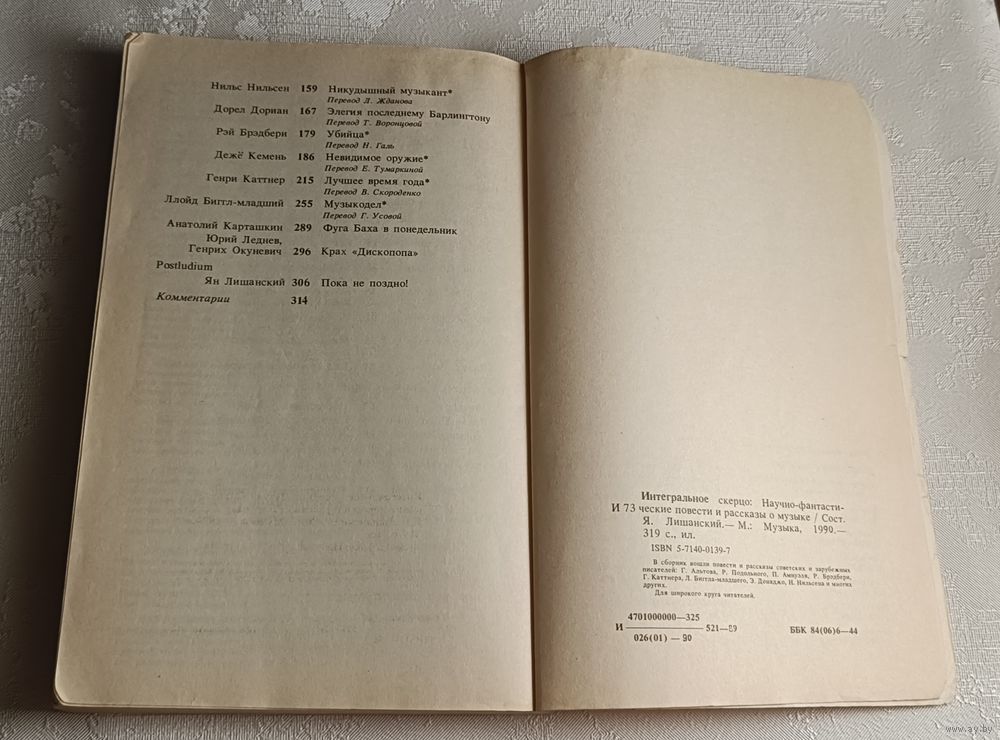 Нильс Нильсен 159 Никудышный музыкант*
Перевод Л. Жданова
Дорел Дориан 167 Элегия последнему Барлингтону
Перевод Т. Воронцовой
Рэй Брэдбери 179 Убийца*
Перевод Н. Галь
Дежё Кемень 186 Невидимое оружие*
Перевод Е. Тумаркиной
Генри Каттнер 215 Лучшее время года*
Перевод В. Скороденко
Ллойд Биггл-младший 255 Музыкодел*
Перевод Г. Усовой
Анатолий Карташкин 289 Фуга Баха в понедельник
Юрий Леднев,
Генрих Окуневич 296 Крах «Дископопа»
Postludium
Ян Лишанский 306 Пока не поздно!
Комментарии 314
Интегральное скерцо: Научно-фантасти-
И 73 ческие повести и рассказы о музыке / Сост.
Я. Лишанский.— М.: Музыка, 1990.—
319 с., ил.
ISBN 5-7140-0139-7
В сборник вошли повести и рассказы советских и зарубежных
писателей: Г. Альтова, Р. Подольного, П. Амнуэля, Р. Брэдбери,
Г. Каттнера, Л. Биггла-младшего, Э. Донаджо, Н. Нильсена и многих
других.
Для широкого круга читателей.
4701000000—325
И 521—89
026(01) — 90
ББК 84(06)6—44
www.ay.by